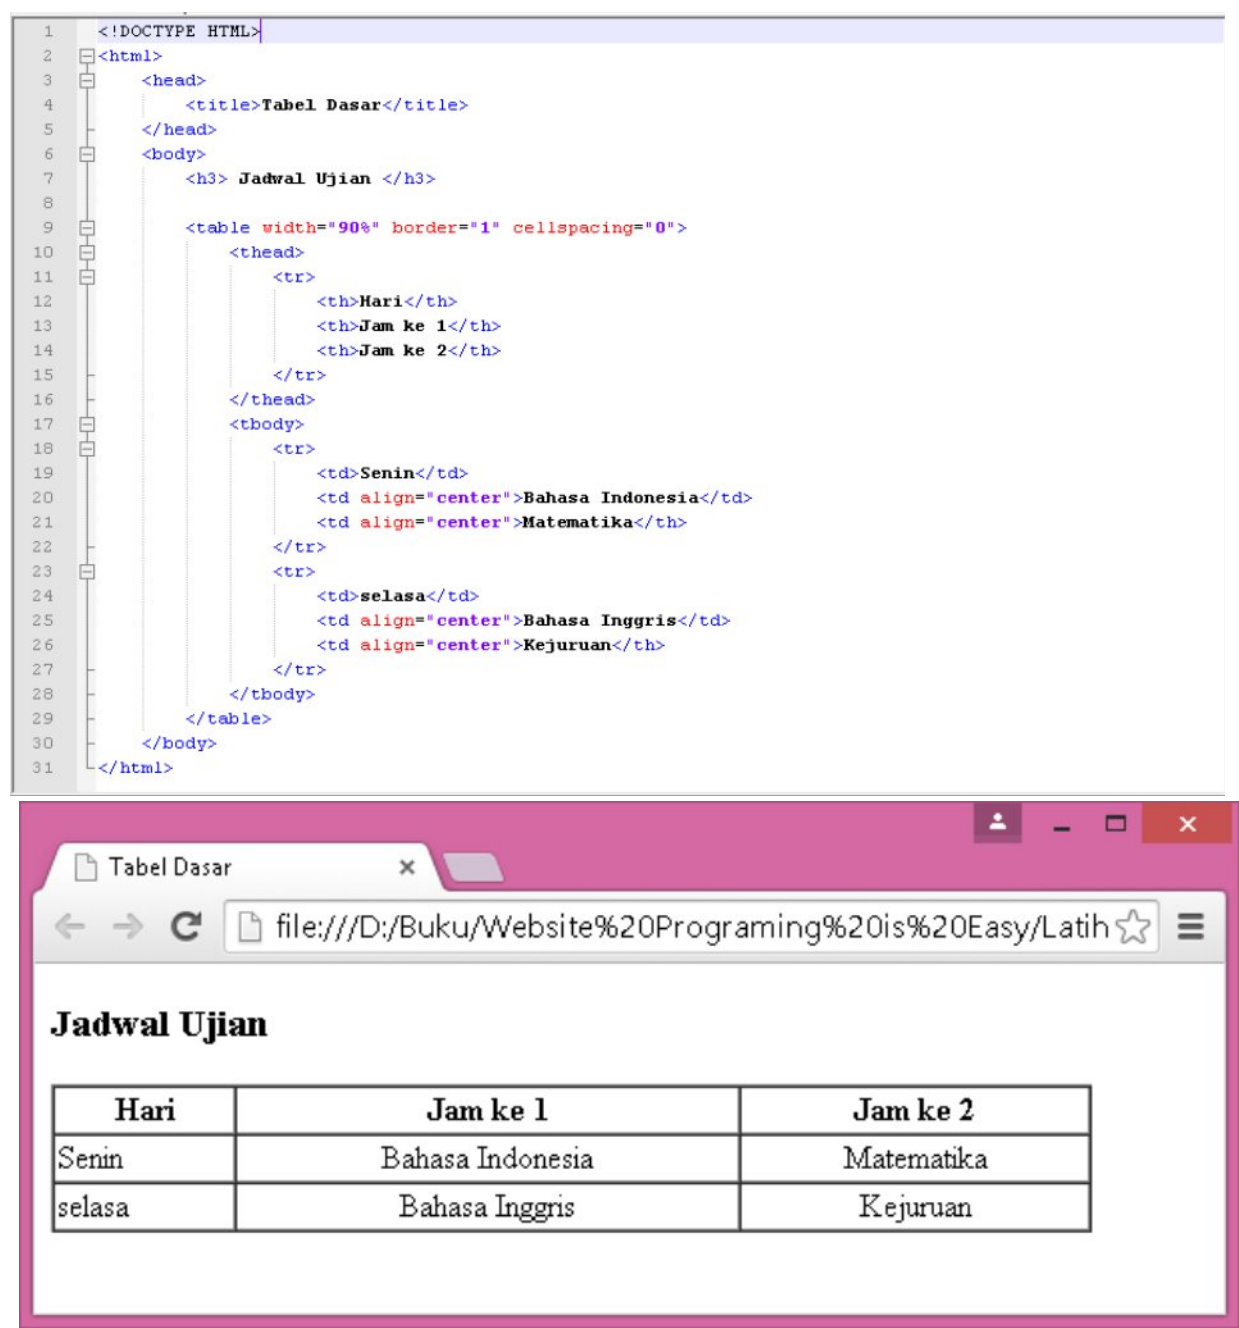 1 <!DOCTYPE HTML>
2 <html>
3 <head>
4 <title>Tabel Dasar</title>
5 </head>
6 <body>
7 <h3> Jadwal Ujian </h3>
8
9 <table width="90%" border="1" cellspacing="0">
10 <thead>
11 <tr>
12 <th>Hari</th>
13 <th>Jam ke 1</th>
14 <th>Jam ke 2</th>
15 </tr>
16 </thead>
17 <tbody>
18 <tr>
19 <td>Senin</td>
20 <td align="center">Bahasa Indonesia</td>
21 <td align="center">Matematika</th>
22 </tr>
23 <tr>
24 <td>selasa</td>
25 <td align="center">Bahasa Inggris</td>
26 <td align="center">Kejuruan</th>
27 </tr>
28 </tbody>
29 </table>
30 </body>
31 </html>
Tabel Dasar
file:///D:/Buku/Website%20Programing%20is%20Easy/Latih
Jadwal Ujian
Hari Jam ke 1 Jam ke 2
Senin Bahasa Indonesia Matematika
selasa Bahasa Inggris Kejuruan